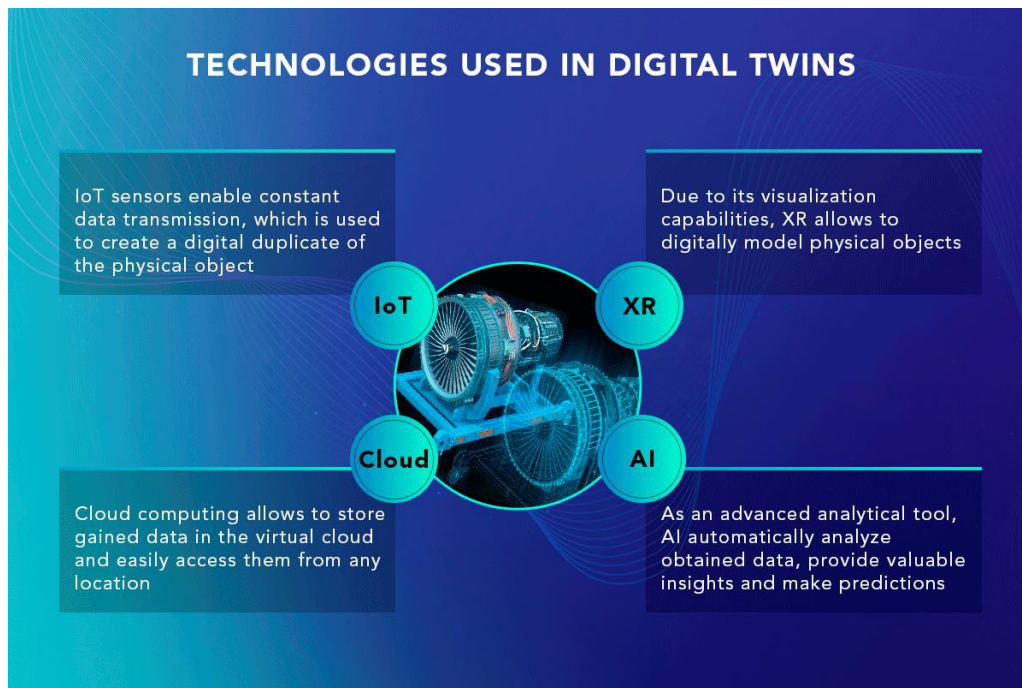 TECHNOLOGIES USED IN DIGITAL TWINS
IoT sensors enable constant
data transmission, which is used
to create a digital duplicate of
the physical object
IoT
Due to its visualization
capabilities, XR allows to
digitally model physical objects
XR
Cloud
Cloud computing allows to store
gained data in the virtual cloud
and easily access them from any
location
AI
As an advanced analytical tool,
AI automatically analyze
obtained data, provide valuable
insights and make predictions